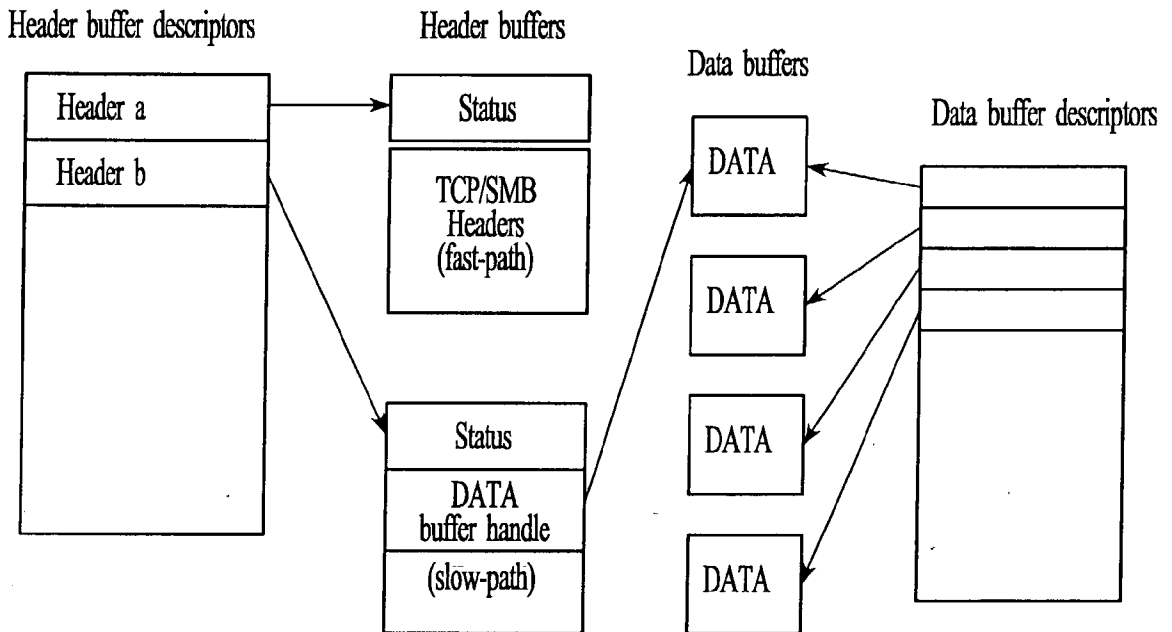 Header buffer descriptors
Header a
Header b
Header buffers
Status
TCP/SMB
Headers
(fast-path)
Status
DATA
buffer handle
(slow-path)
Data buffers
DATA
DATA
DATA
DATA
Data buffer descriptors